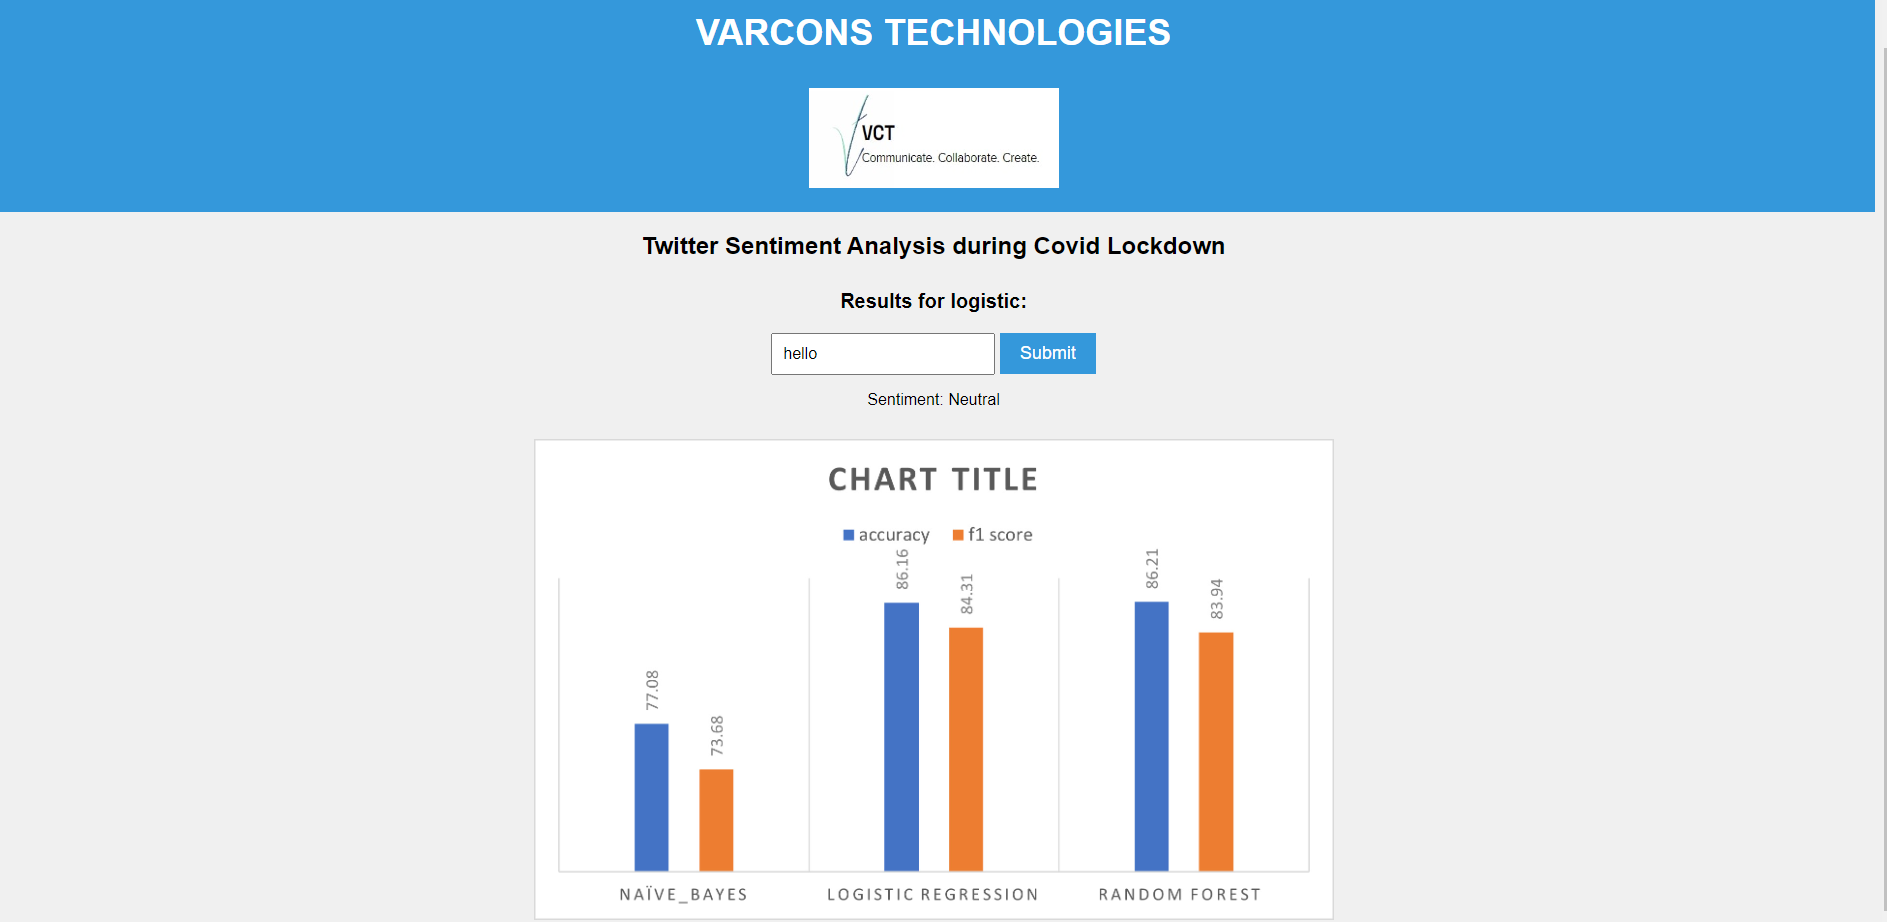 VARCONS TECHNOLOGIES
VCT
Communicate. Collaborate. Create.
Twitter Sentiment Analysis during Covid Lockdown
Results for logistic:
hello
Submit
Sentiment: Neutral
CHART TITLE
accuracy f1 score
77.08
73.68
86.16
84.31
86.21
83.94
NAÏVE_BAYES LOGISTIC REGRESSION RANDOM FOREST